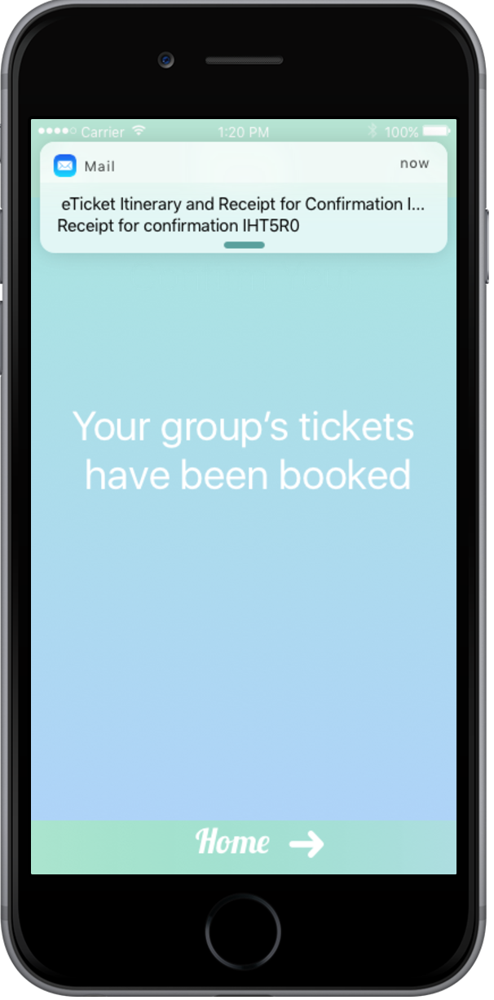 Carrier 1:20 PM 100%
Mail now
eTicket Itinerary and Receipt for Confirmation I...
Receipt for confirmation IHT5R0
Your group's tickets
have been booked
Home